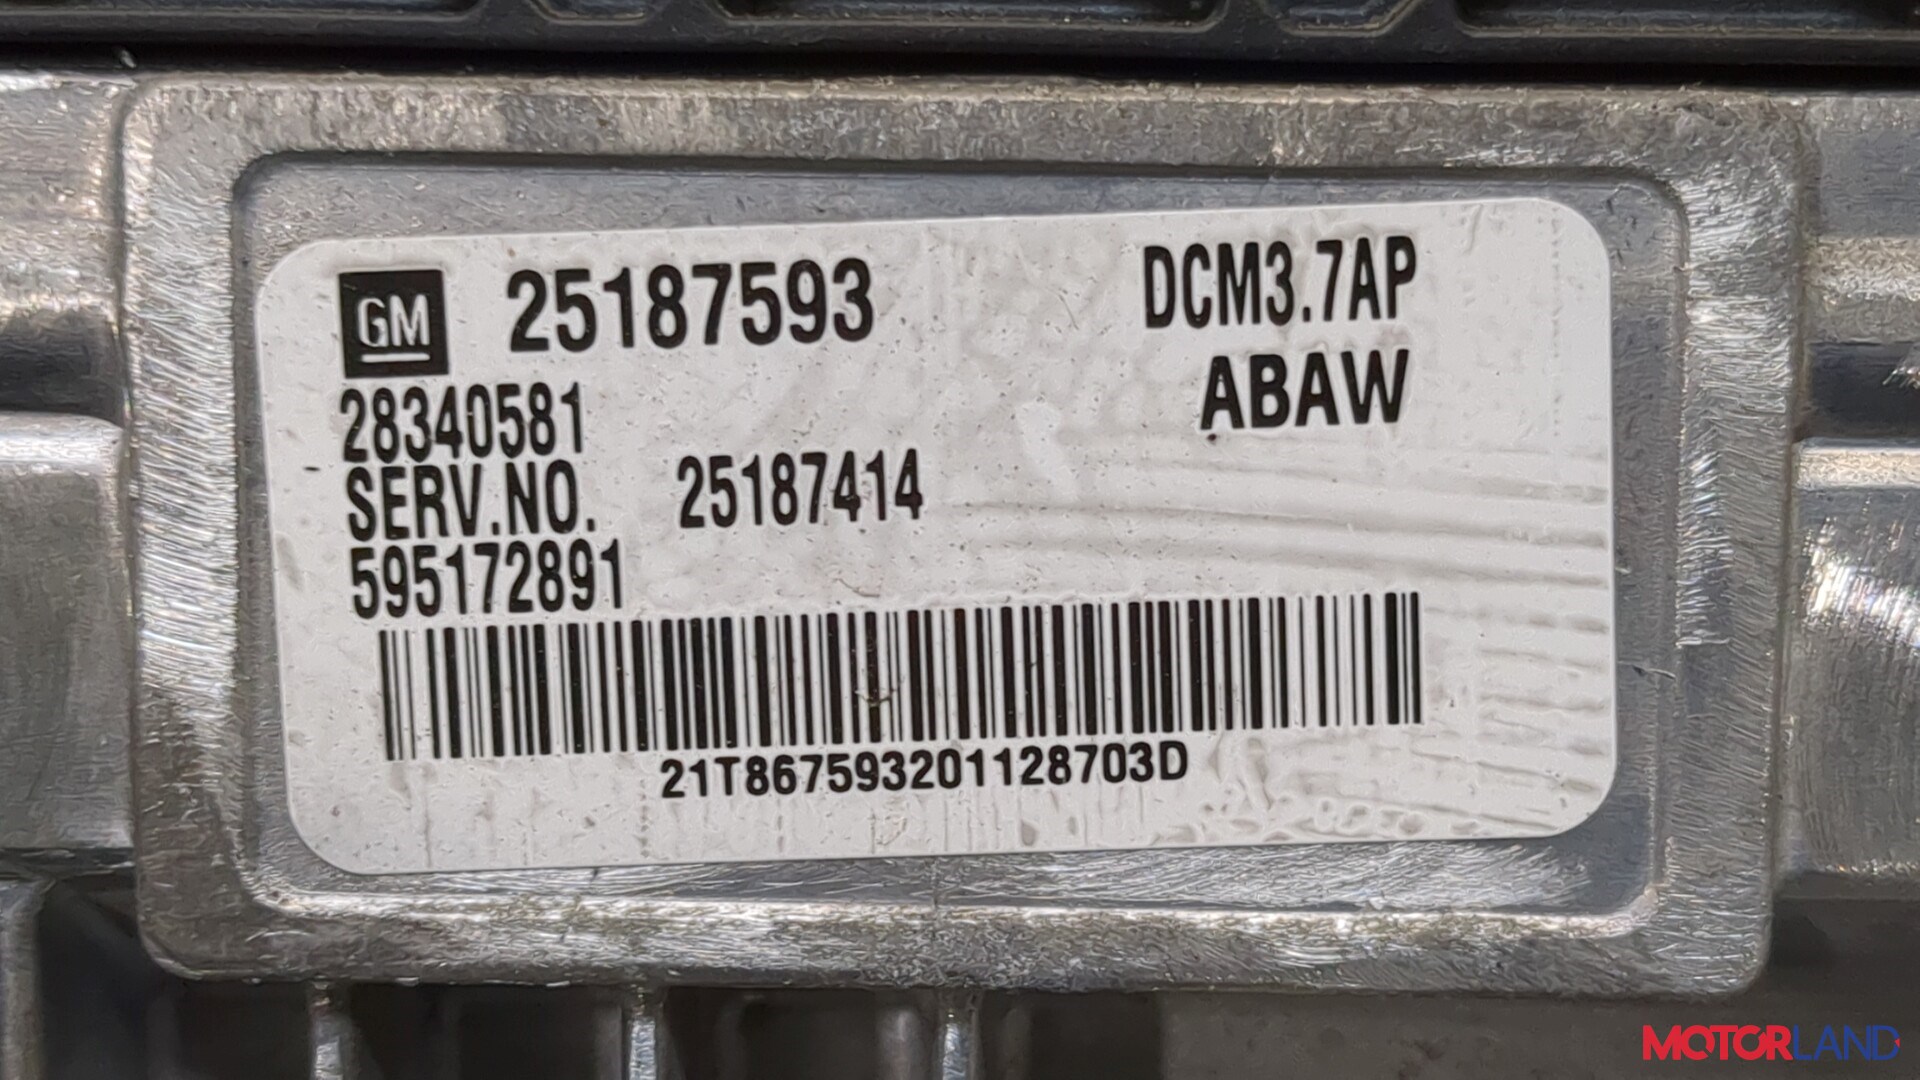 GM 25187593 DCM3.7AP
ABAW
28340581
SERV.NO. 25187414
595172891
21T867593201128703D
MOTORLAND